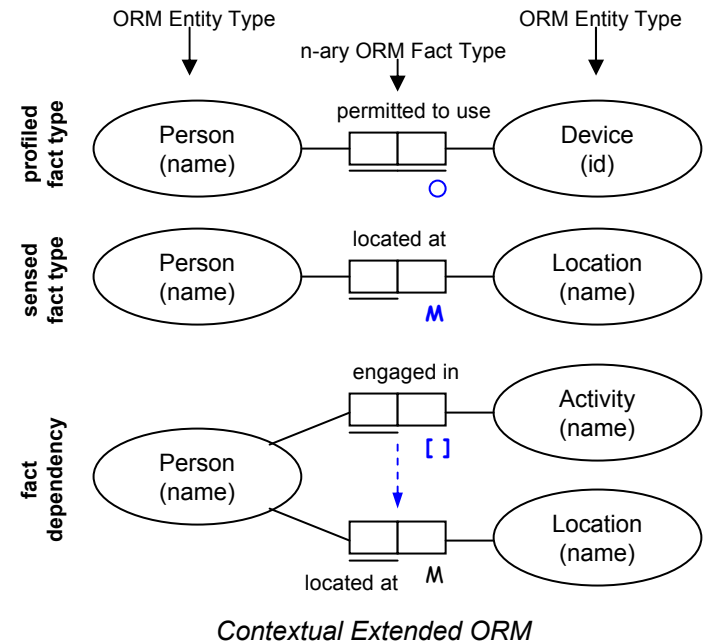 ORM Entity Type
ORM Entity Type
n-ary ORM Fact Type
profiled
fact type
Person
(name)
permitted to use
Device
(id)
sensed
fact type
Person
(name)
located at
Location
(name)
fact
dependency
Person
(name)
engaged in
[ ]
Activity
(name)
located at
Location
(name)
Contextual Extended ORM